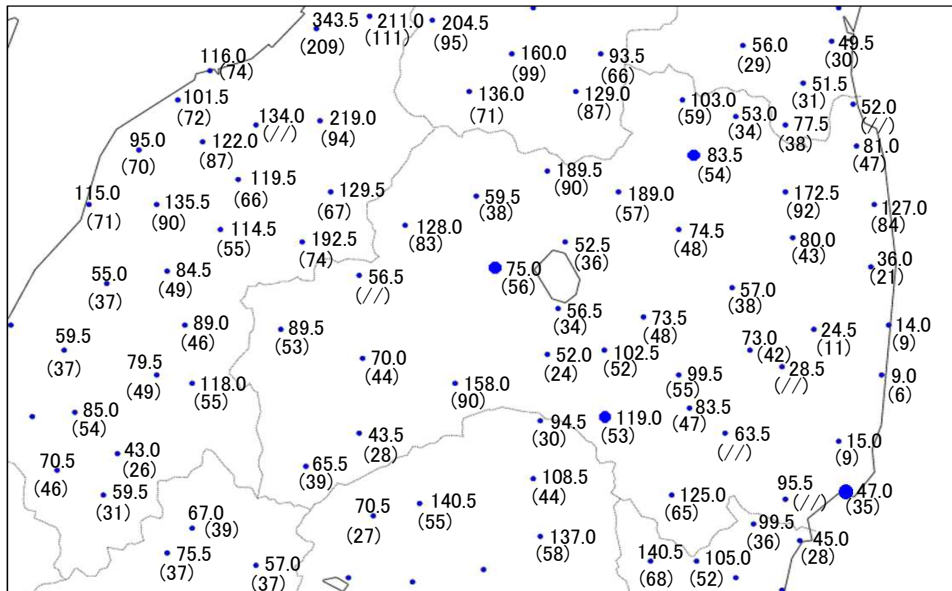 343.5 211.0 204.5
(209) (111) (95)
116.0 160.0 93.5 56.0 49.5
(74) (99) (66) (29) (30)
101.5 136.0 129.0 103.0 51.5
(72) (71) (87) (59) (31)
134.0 219.0 53.0 77.5 52.0
(//) (94) (34) (38) (//)
95.0 122.0 83.5 81.0
(70) (87) (54) (47)
119.5 189.5
(66) (90)
115.0 135.5 129.5 59.5 189.0 172.5 127.0
(71) (90) (67) (38) (57) (92) (84)
114.5 192.5 128.0 52.5 74.5 80.0
(55) (74) (83) (36) (48) (43)
55.0 84.5 56.5 75.0 36.0
(37) (49) (//) (56) (21)
57.0
(38)
89.0 89.5 56.5 73.5 24.5 14.0
(46) (53) (34) (48) (11) (9)
59.5 70.0 52.0 102.5 73.0
(37) (44) (24) (52) (42)
79.5 118.0 158.0 99.5 28.5 9.0
(49) (55) (90) (55) (//) (6)
85.0 94.5 119.0 83.5
(54) (30) (53) (47)
43.0 43.5 63.5 15.0
(26) (28) (//) (9)
70.5 65.5
(46) (39)
59.5 140.5 108.5 125.0 95.5 47.0
(31) (55) (44) (65) (//) (35)
67.0 70.5 137.0 99.5 45.0
(39) (27) (58) (36) (28)
75.5 57.0 140.5 105.0
(37) (37) (68) (52)